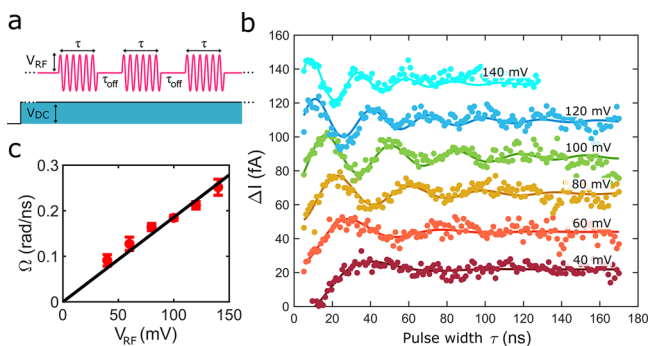 a
τ τ τ
V_RF
τ_off τ_off
V_DC
b
160
140
120
100
80
60
40
20
0
ΔI (fA)
140 mV
120 mV
100 mV
80 mV
60 mV
40 mV
0 20 40 60 80 100 120 140 160 180
Pulse width τ (ns)
c
0.3
0.2
0.1
0
Ω (rad/ns)
0 50 100 150
V_RF (mV)